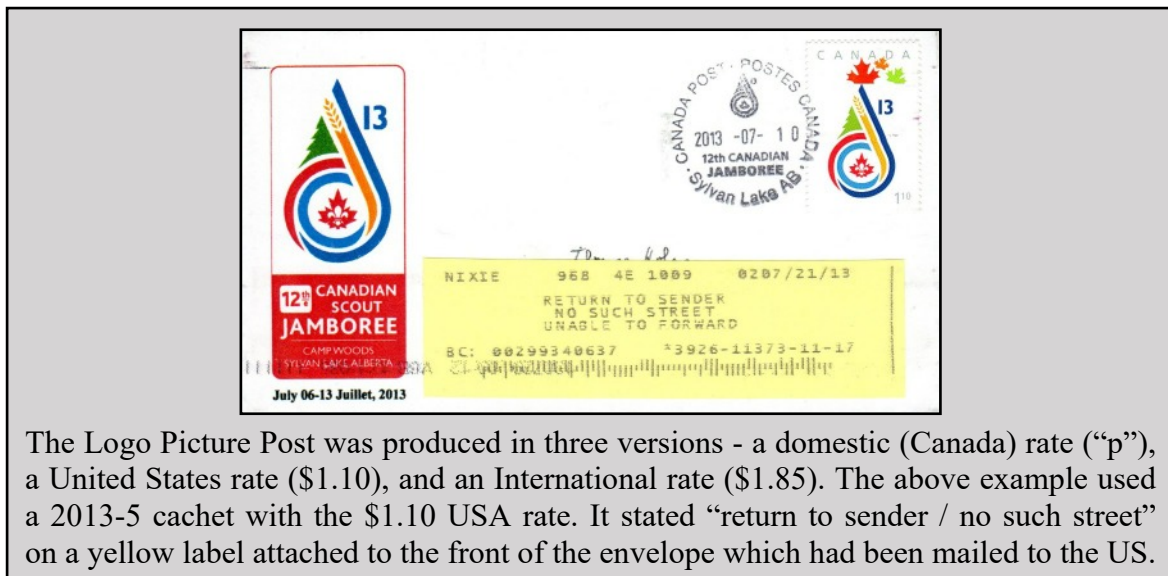 13
12th CANADIAN
SCOUT
JAMBOREE
CAMP WOODS
SYLVAN LAKE ALBERTA
July 06-13 Juillet, 2013
CANADA POST · POSTES CANADA
2013 -07- 10
12th CANADIAN
JAMBOREE
· Sylvan Lake AB ·
CANADA
13
1¹⁰
NIXIE 968 4E 1009 0207/21/13
RETURN TO SENDER
NO SUCH STREET
UNABLE TO FORWARD
BC: 00299340637 *3926-11373-11-17
The Logo Picture Post was produced in three versions - a domestic (Canada) rate (“p”),
a United States rate ($1.10), and an International rate ($1.85). The above example used
a 2013-5 cachet with the $1.10 USA rate. It stated “return to sender / no such street”
on a yellow label attached to the front of the envelope which had been mailed to the US.